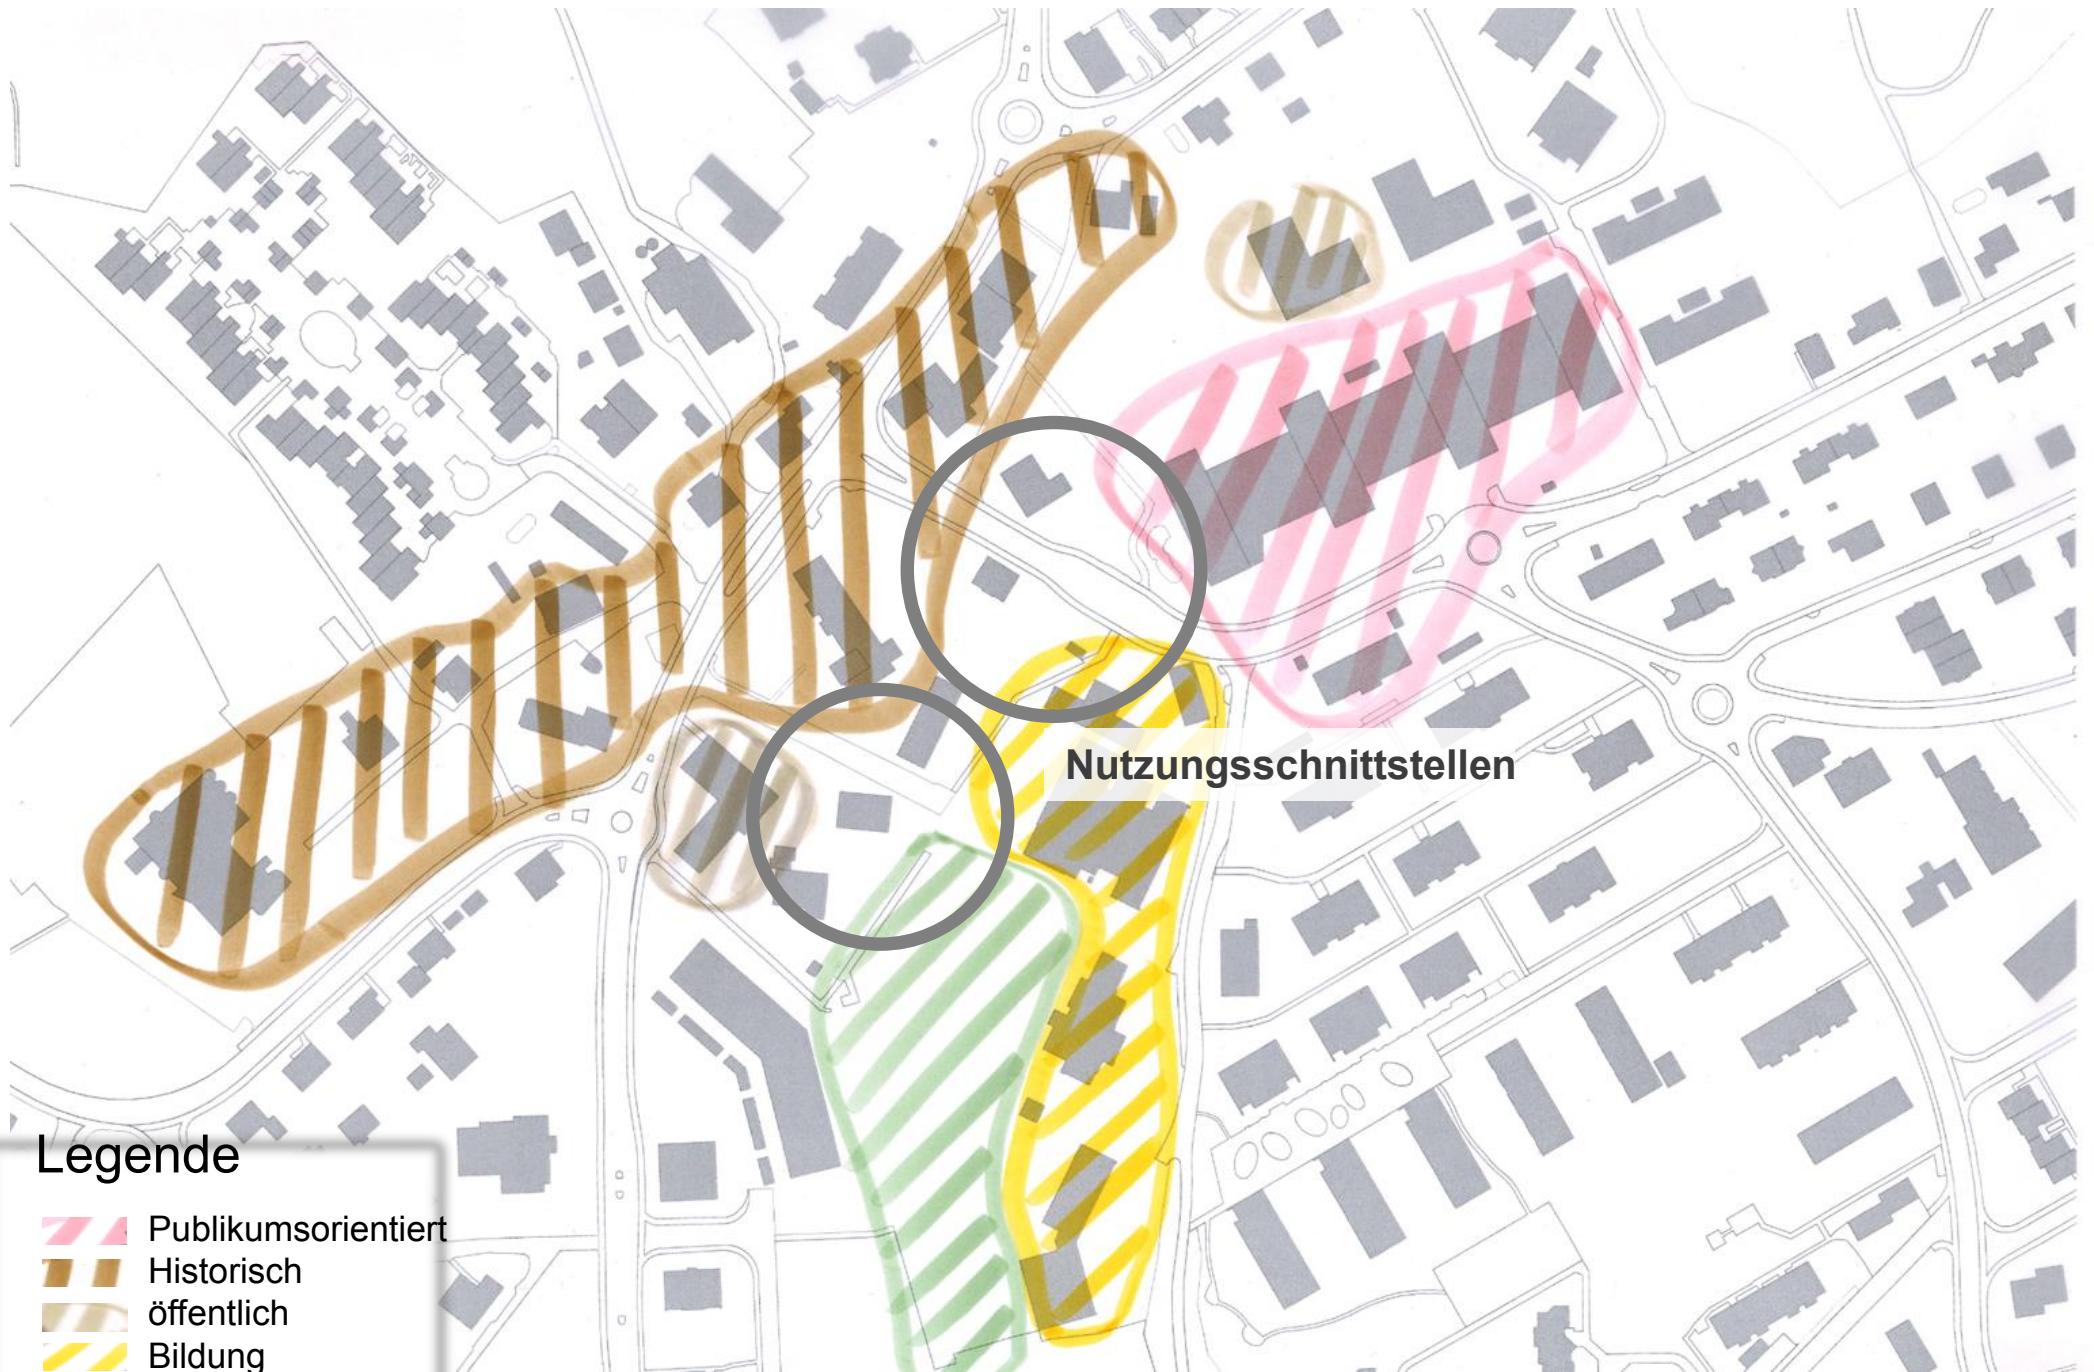 Nutzungsschnittstellen
Legende
Publikumsorientiert
Historisch
öffentlich
Bildung